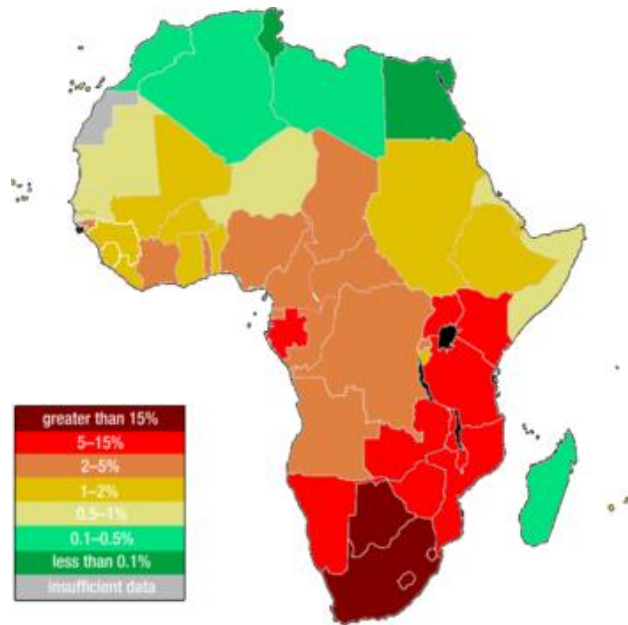 greater than 15%
5–15%
2–5%
1–2%
0.5–1%
0.1–0.5%
less than 0.1%
insufficient data